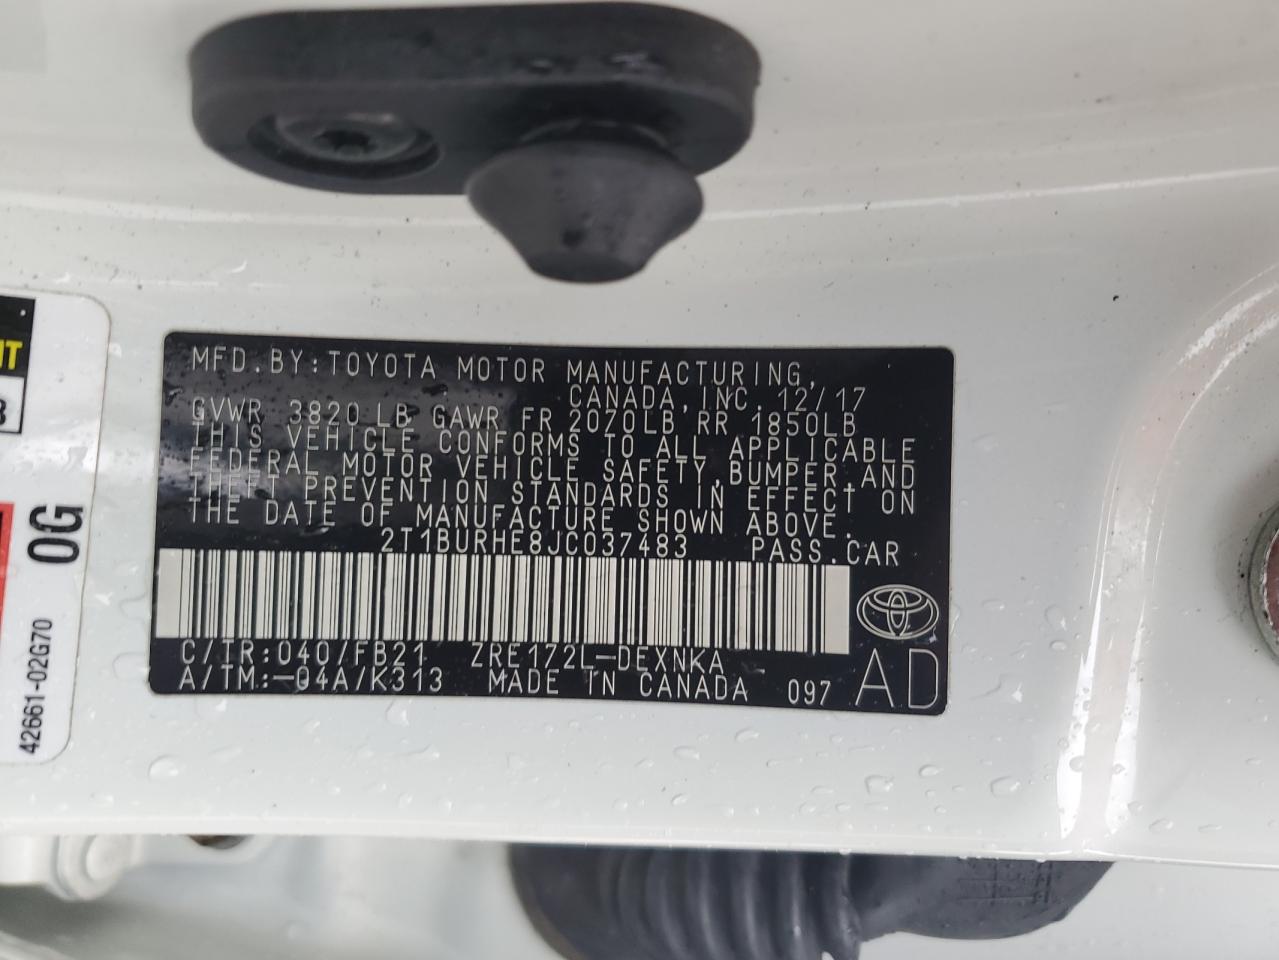 MFD.BY:TOYOTA MOTOR MANUFACTURING,
CANADA,INC. 12/17
GVWR 3820 LB GAWR FR 2070LB RR 1850LB
THIS VEHICLE CONFORMS TO ALL APPLICABLE
FEDERAL MOTOR VEHICLE SAFETY,BUMPER,AND
THEFT PREVENTION STANDARDS IN EFFECT ON
THE DATE OF MANUFACTURE SHOWN ABOVE.
2T1BURHE8JC037483 PASS.CAR
C/TR:040/FB21 ZRE172L-DEXNKA
A/TM:-04A/K313 MADE IN CANADA 097 AD
0G
42661-02G70